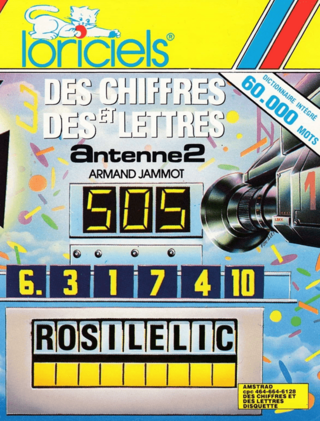 loriciels®
DES CHIFFRES
ET
DES LETTRES
DICTIONNAIRE INTÉGRÉ
60.000
MOTS
antenne2
ARMAND JAMMOT
505
1
6. 3 1 7 4 10
ROSILELIC
AMSTRAD
cpc 464-664-6128
DES CHIFFRES ET
DES LETTRES
DISQUETTE